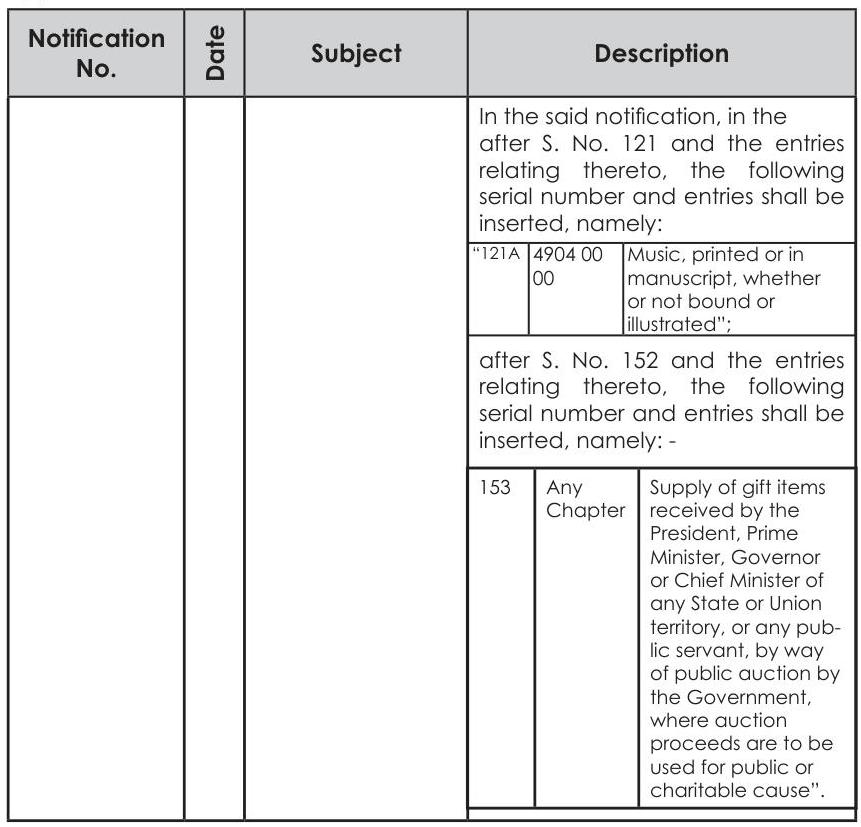 Notification
No.
Date
Subject
Description
In the said notification, in the
after S. No. 121 and the entries
relating thereto, the following
serial number and entries shall be
inserted, namely:
“121A
4904 00
00
Music, printed or in
manuscript, whether
or not bound or
illustrated”;
after S. No. 152 and the entries
relating thereto, the following
serial number and entries shall be
inserted, namely: -
153
Any
Chapter
Supply of gift items
received by the
President, Prime
Minister, Governor
or Chief Minister of
any State or Union
territory, or any pub-
lic servant, by way
of public auction by
the Government,
where auction
proceeds are to be
used for public or
charitable cause”.